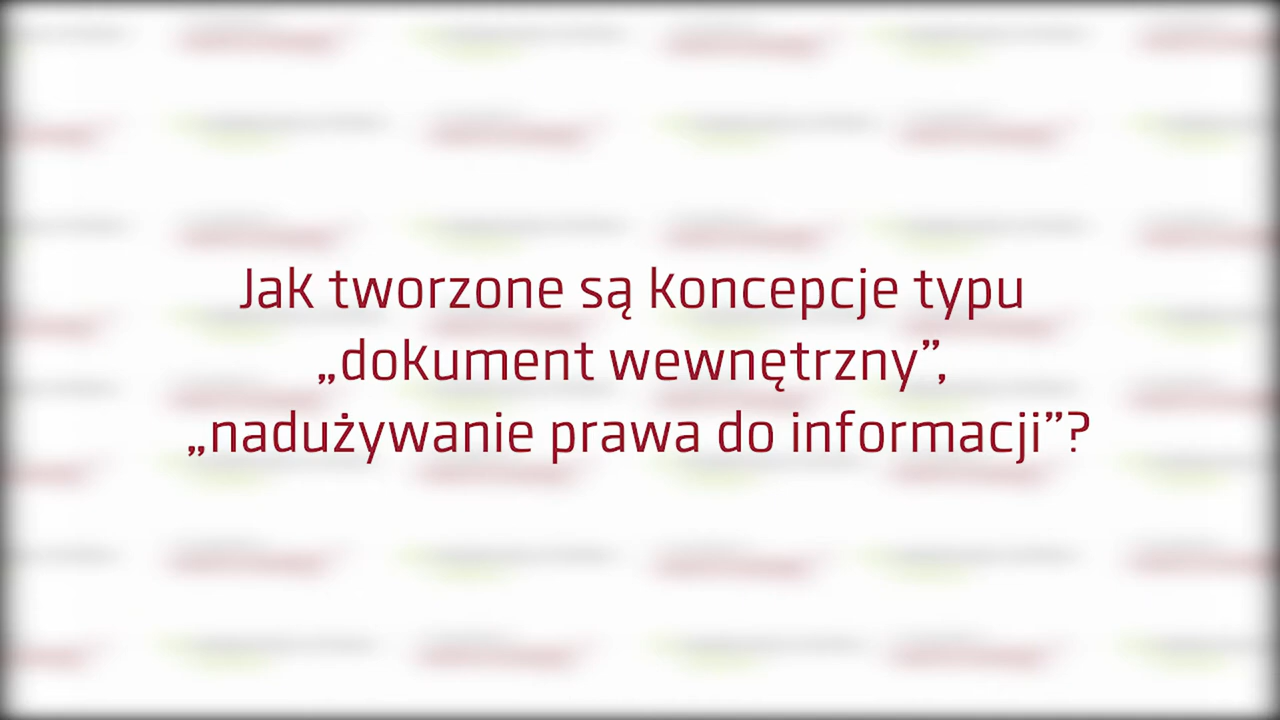 Jak tworzone są koncepcje typu
„dokument wewnętrzny”,
„nadużywanie prawa do informacji”?